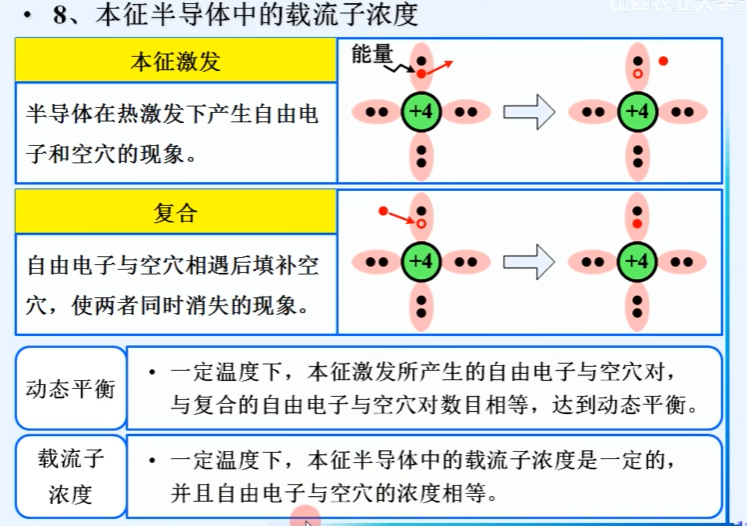 · 8、本征半导体中的载流子浓度
本征激发
半导体在热激发下产生自由电
子和空穴的现象。
能量
+4
+4
复合
自由电子与空穴相遇后填补空
穴，使两者同时消失的现象。
+4
+4
动态平衡
· 一定温度下，本征激发所产生的自由电子与空穴对，
与复合的自由电子与空穴对数目相等，达到动态平衡。
载流子
浓度
· 一定温度下，本征半导体中的载流子浓度是一定的，
并且自由电子与空穴的浓度相等。